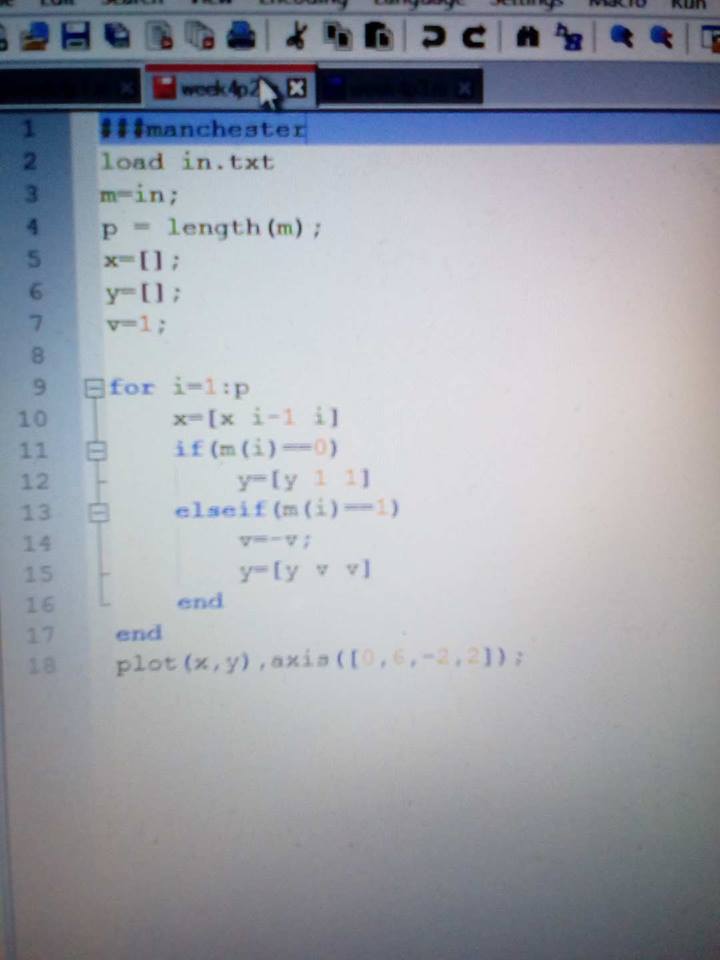 Edit Search View Encoding Language Settings Macro Run
week4p2
1 ###manchester
2 load in.txt
3 m=in;
4 p = length(m);
5 x=[];
6 y=[];
7 v=1;
8
9 for i=1:p
10 x=[x i-1 i]
11 if(m(i)==0)
12 y=[y 1 1]
13 elseif(m(i)==1)
14 v=-v;
15 y=[y v v]
16 end
17 end
18 plot(x,y),axis([0,6,-2,2]);